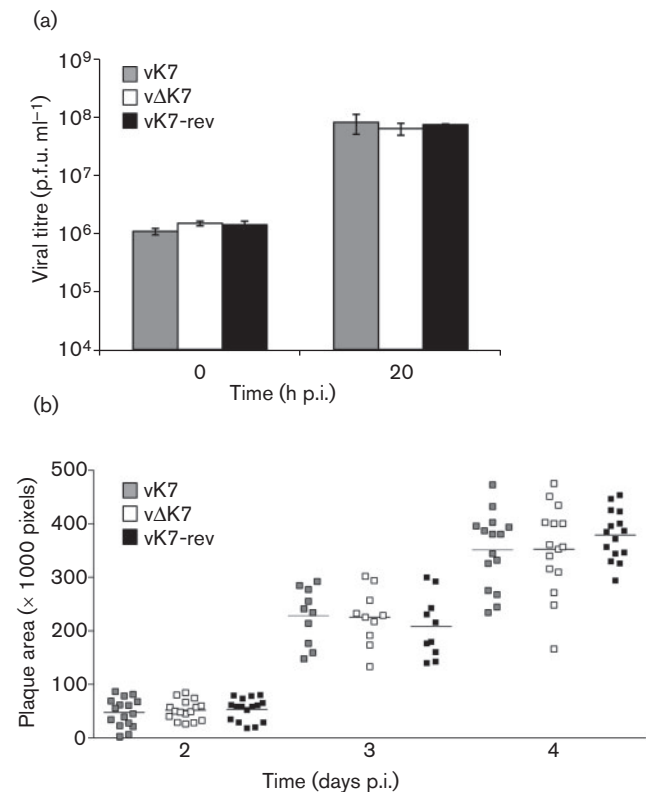 (a)
10⁹
10⁸
10⁷
10⁶
10⁵
10⁴
Viral titre (p.f.u. ml⁻¹)
vK7
vΔK7
vK7-rev
0 20
Time (h p.i.)
(b)
500
400
300
200
100
0
Plaque area (× 1000 pixels)
vK7
vΔK7
vK7-rev
2 3 4
Time (days p.i.)